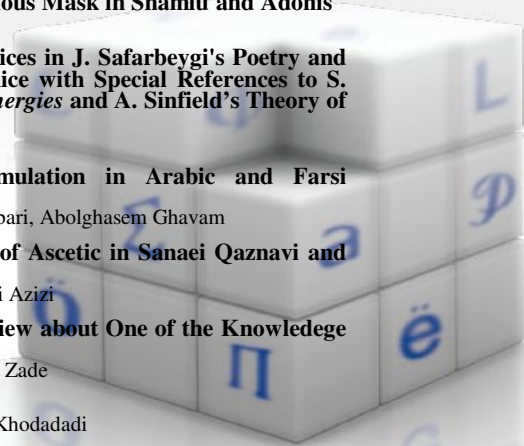 ous Mask in Shamlu and Adonis
ices in J. Safarbeygi's Poetry and
ice with Special References to S.
nergies and A. Sinfield's Theory of
mulation in Arabic and Farsi
bari, Abolghasem Ghavam
of Ascetic in Sanaei Qaznavi and
i Azizi
iew about One of the Knowledege
Zade
Khodadadi
L
Σ
a
P
Ö
П
ë